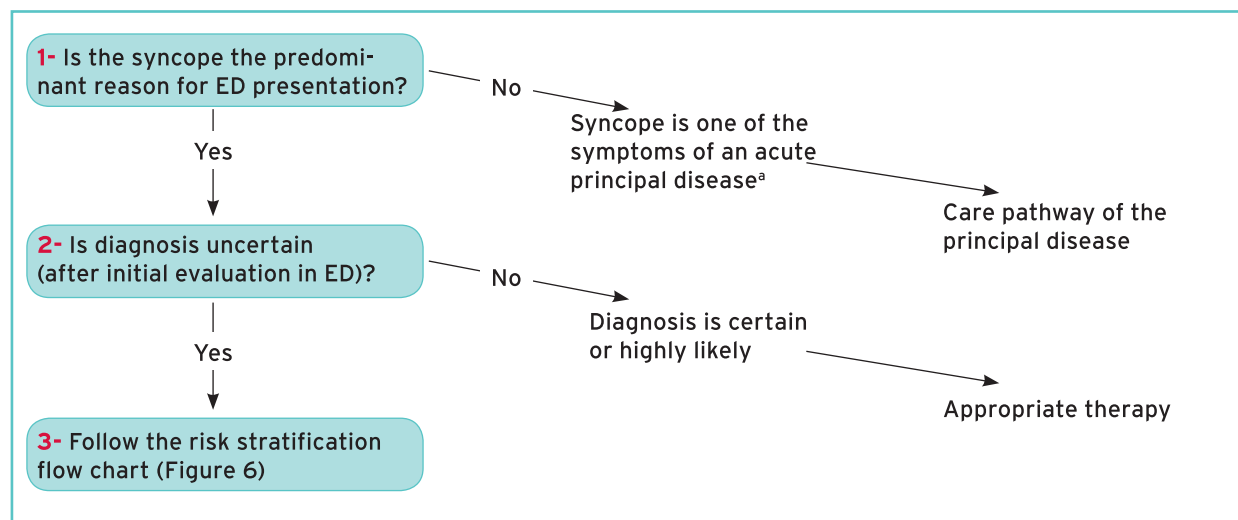 1- Is the syncope the predomi-
nant reason for ED presentation?
No
Syncope is one of the
symptoms of an acute
principal diseaseᵃ
Yes
Care pathway of the
principal disease
2- Is diagnosis uncertain
(after initial evaluation in ED)?
No
Diagnosis is certain
or highly likely
Yes
Appropriate therapy
3- Follow the risk stratification
flow chart (Figure 6)